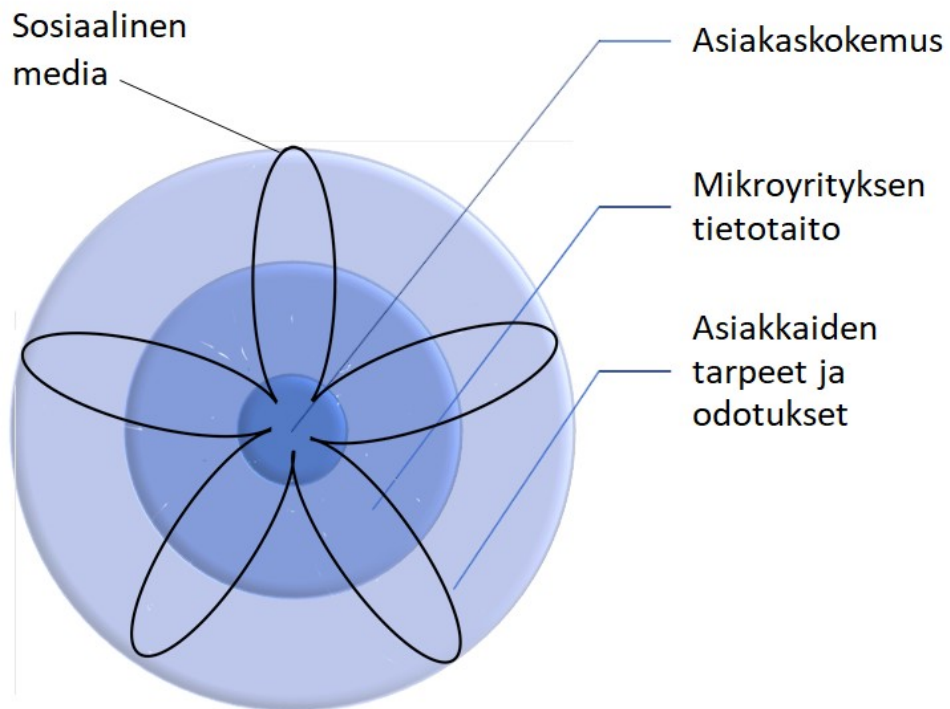 Sosiaalinen
media
Asiakaskokemus
Mikroyrityksen
tietotaito
Asiakkaiden
tarpeet ja
odotukset